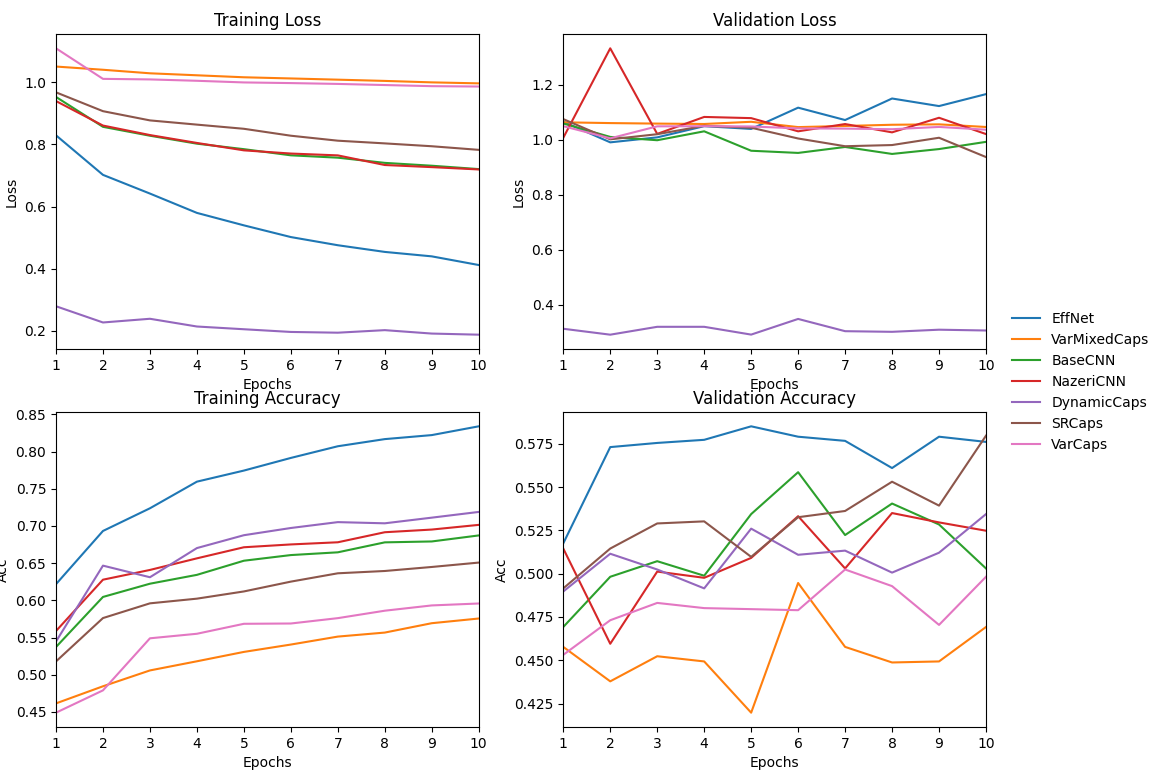 Training Loss
Validation Loss
Loss
1.0
0.8
0.6
0.4
0.2
1 2 3 4 5 6 7 8 9 10
Epochs
Loss
1.2
1.0
0.8
0.6
0.4
1 2 3 4 5 6 7 8 9 10
Epochs
Training Accuracy
Validation Accuracy
Acc
0.85
0.80
0.75
0.70
0.65
0.60
0.55
0.50
0.45
1 2 3 4 5 6 7 8 9 10
Epochs
Acc
0.575
0.550
0.525
0.500
0.475
0.450
0.425
1 2 3 4 5 6 7 8 9 10
Epochs
EffNet
VarMixedCaps
BaseCNN
NazeriCNN
DynamicCaps
SRCaps
VarCaps